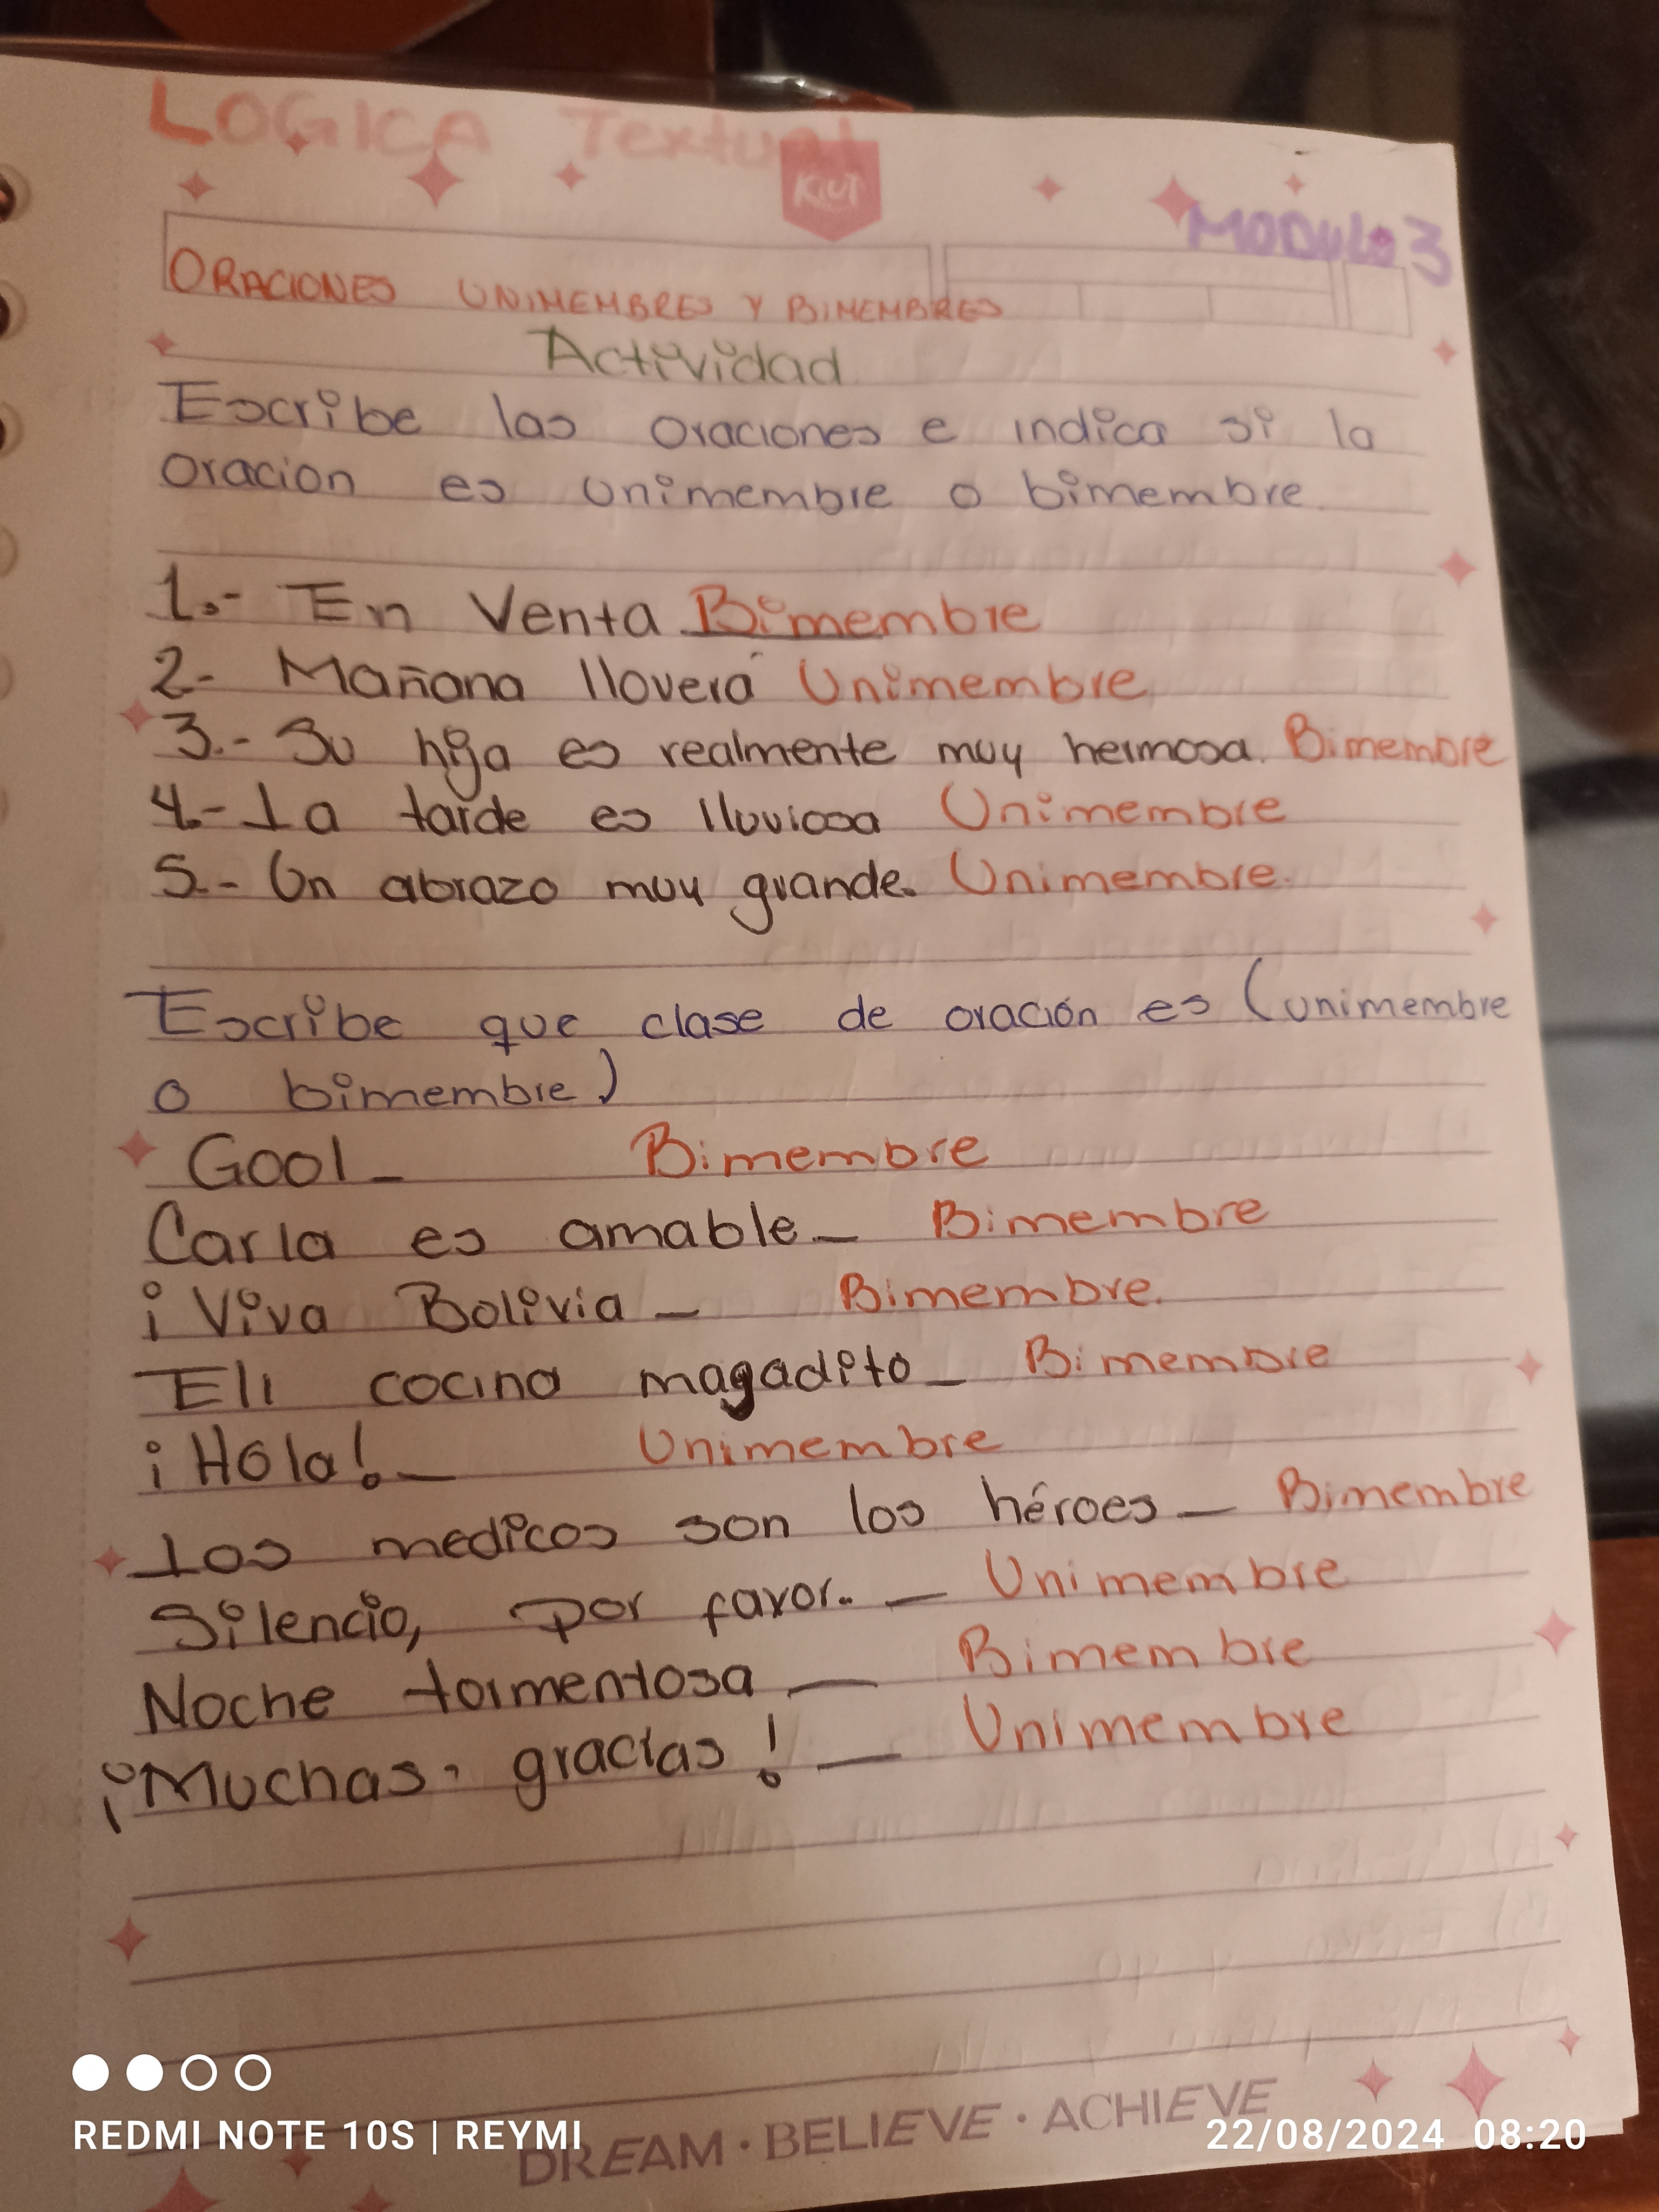 LOGICA Textual
KIUT
MODULO 3
ORACIONES UNIMEMBRES Y BIMEMBRES
Actividad
Escribe las oraciones e indica si la
oracion es unimembre o bimembre.
1.- En Venta Bimembre
2.- Mañana lloverá Unimembre
3.- Su hija es realmente muy hermosa. Bimembre
4.- La tarde es lluviosa Unimembre
5.- Un abrazo muy grande. Unimembre.
Escribe que clase de oración es (unimembre
o bimembre)
Gool_ Bimembre
Carla es amable_ Bimembre
¡Viva Bolivia_ Bimembre.
Eli cocina magadito_ Bimembre
¡Hola!_ Unimembre
Los medicos son los héroes_ Bimembre
Silencio, por favor.._ Unimembre
Noche tormentosa_ Bimembre
¡Muchas gracias!_ Unimembre
DREAM · BELIEVE · ACHIEVE
REDMI NOTE 10S | REYMI
22/08/2024 08:20